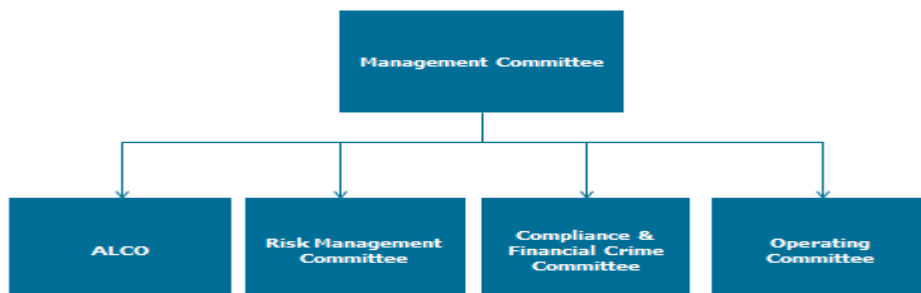 Management Committee
ALCO
Risk Management
Committee
Compliance &
Financial Crime
Committee
Operating
Committee